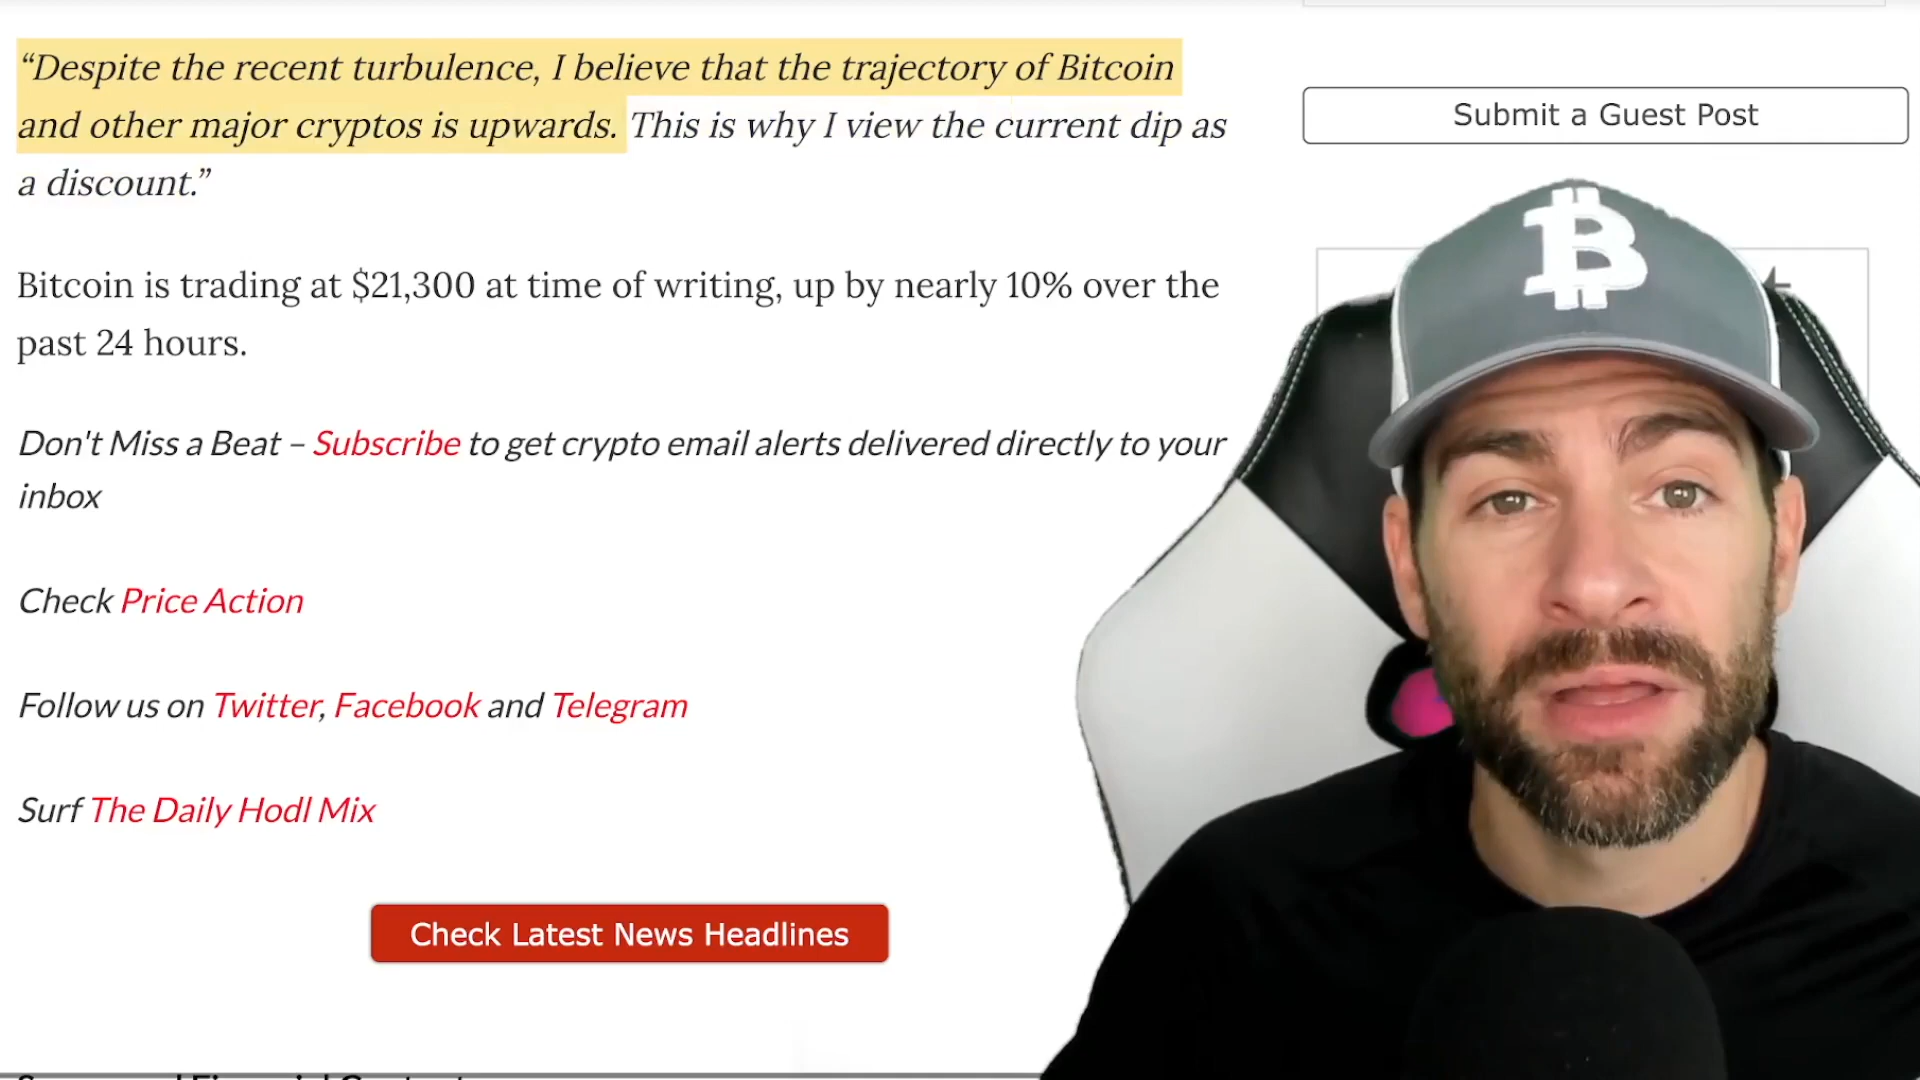 “Despite the recent turbulence, I believe that the trajectory of Bitcoin
and other major cryptos is upwards. This is why I view the current dip as
a discount.”
Submit a Guest Post
Bitcoin is trading at $21,300 at time of writing, up by nearly 10% over the
past 24 hours.
Don't Miss a Beat – Subscribe to get crypto email alerts delivered directly to your
inbox
Check Price Action
Follow us on Twitter, Facebook and Telegram
Surf The Daily Hodl Mix
Check Latest News Headlines